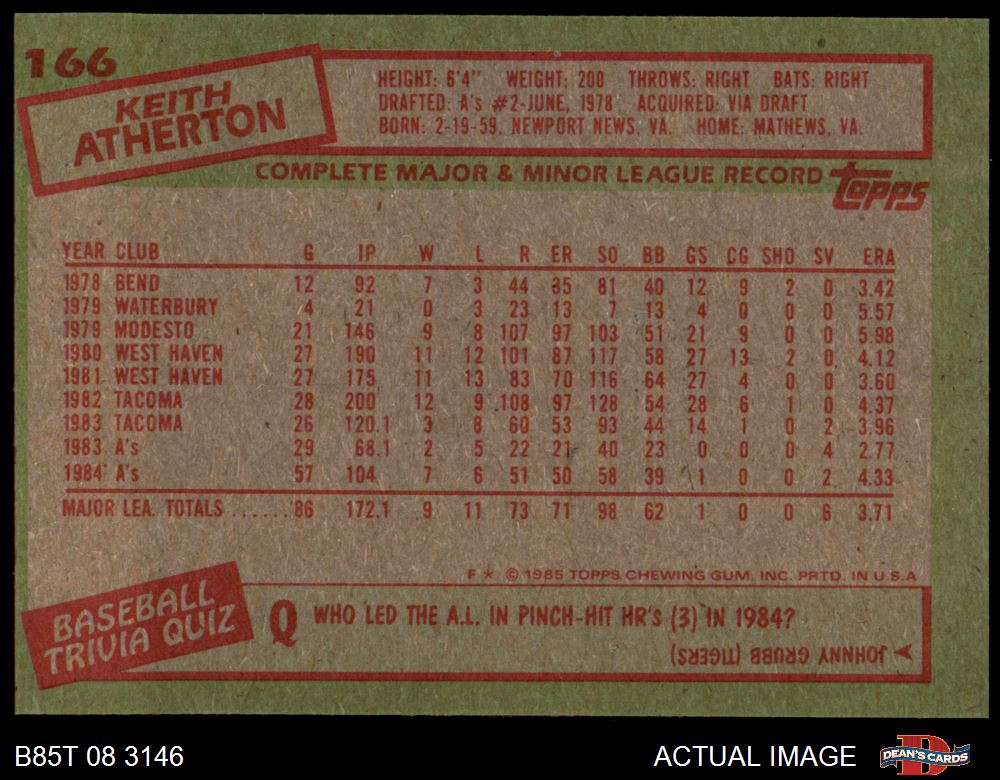 166
KEITH
ATHERTON
HEIGHT: 6'4" WEIGHT: 200 THROWS: RIGHT BATS: RIGHT
DRAFTED: A's #2-JUNE, 1978 ACQUIRED: VIA DRAFT
BORN: 2-19-59, NEWPORT NEWS, VA. HOME: MATHEWS, VA.
COMPLETE MAJOR & MINOR LEAGUE RECORD topps
YEAR CLUB G IP W L R ER SO BB GS CG SHO SV ERA
1978 BEND 12 92 7 3 44 35 81 40 12 9 2 0 3.42
1979 WATERBURY 4 21 0 3 23 13 7 13 4 0 0 0 5.57
1979 MODESTO 21 146 9 8 107 97 103 51 21 9 0 0 5.98
1980 WEST HAVEN 27 190 11 12 101 87 117 58 27 13 2 0 4.12
1981 WEST HAVEN 27 175 11 13 83 70 116 64 27 4 0 0 3.60
1982 TACOMA 28 200 12 9 108 97 128 54 28 6 1 0 4.37
1983 TACOMA 26 120.1 3 8 60 53 93 44 14 1 0 2 3.96
1983 A's 29 68.1 2 5 22 21 40 23 0 0 0 4 2.77
1984 A's 57 104 7 6 51 50 58 39 1 0 0 2 4.33
MAJOR LEA. TOTALS ...... 86 172.1 9 11 73 71 98 62 1 0 0 6 3.71
F * © 1985 TOPPS CHEWING GUM, INC. PRTD. IN U.S.A
BASEBALL
TRIVIA QUIZ
Q WHO LED THE A.L. IN PINCH-HIT HR's (3) IN 1984?
JOHNNY GRUBB (TIGERS)
B85T 08 3146 ACTUAL IMAGE DEAN'S CARDS